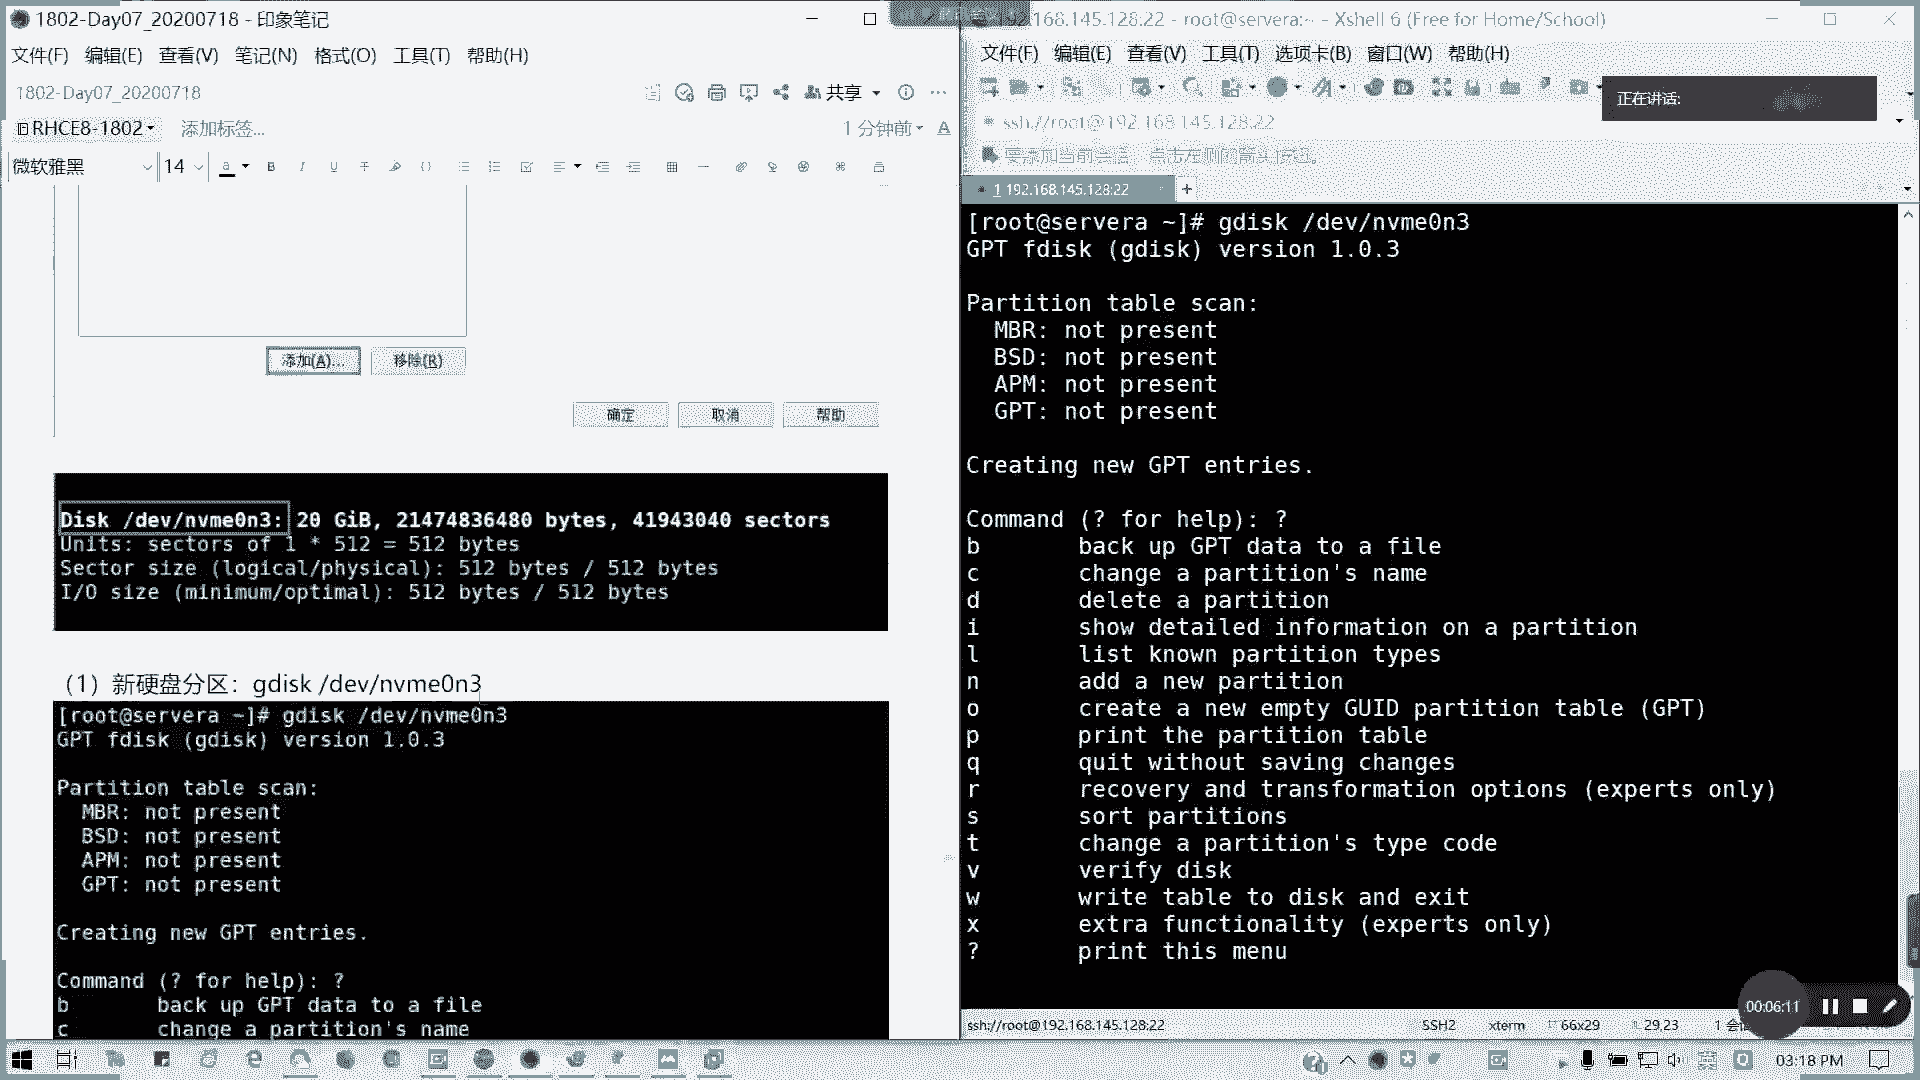 1802-Day07_20200718 - 印象笔记
文件(F) 编辑(E) 查看(V) 笔记(N) 格式(O) 工具(T) 帮助(H)
1802-Day07_20200718
共享
RHCE8-1802 添加标签...
1 分钟前
微软雅黑 14
添加(A)... 移除(R)
确定 取消 帮助
Disk /dev/nvme0n3: 20 GiB, 21474836480 bytes, 41943040 sectors
Units: sectors of 1 * 512 = 512 bytes
Sector size (logical/physical): 512 bytes / 512 bytes
I/O size (minimum/optimal): 512 bytes / 512 bytes
（1）新硬盘分区：gdisk /dev/nvme0n3
[root@servera ~]# gdisk /dev/nvme0n3
GPT fdisk (gdisk) version 1.0.3
Partition table scan:
MBR: not present
BSD: not present
APM: not present
GPT: not present
Creating new GPT entries.
Command (? for help): ?
b back up GPT data to a file
c change a partition's name
192.168.145.128:22 - root@servera:~ - Xshell 6 (Free for Home/School)
文件(F) 编辑(E) 查看(V) 工具(T) 选项卡(B) 窗口(W) 帮助(H)
正在讲话:
ssh://root@192.168.145.128:22
要添加当前会话，点击左侧的箭头按钮。
1 192.168.145.128:22 +
[root@servera ~]# gdisk /dev/nvme0n3
GPT fdisk (gdisk) version 1.0.3
Partition table scan:
MBR: not present
BSD: not present
APM: not present
GPT: not present
Creating new GPT entries.
Command (? for help): ?
b back up GPT data to a file
c change a partition's name
d delete a partition
i show detailed information on a partition
l list known partition types
n add a new partition
o create a new empty GUID partition table (GPT)
p print the partition table
q quit without saving changes
r recovery and transformation options (experts only)
s sort partitions
t change a partition's type code
v verify disk
w write table to disk and exit
x extra functionality (experts only)
? print this menu
00:06:11
ssh://root@192.168.145.128:22 SSH2 xterm 66x29 29,23
英 03:18 PM